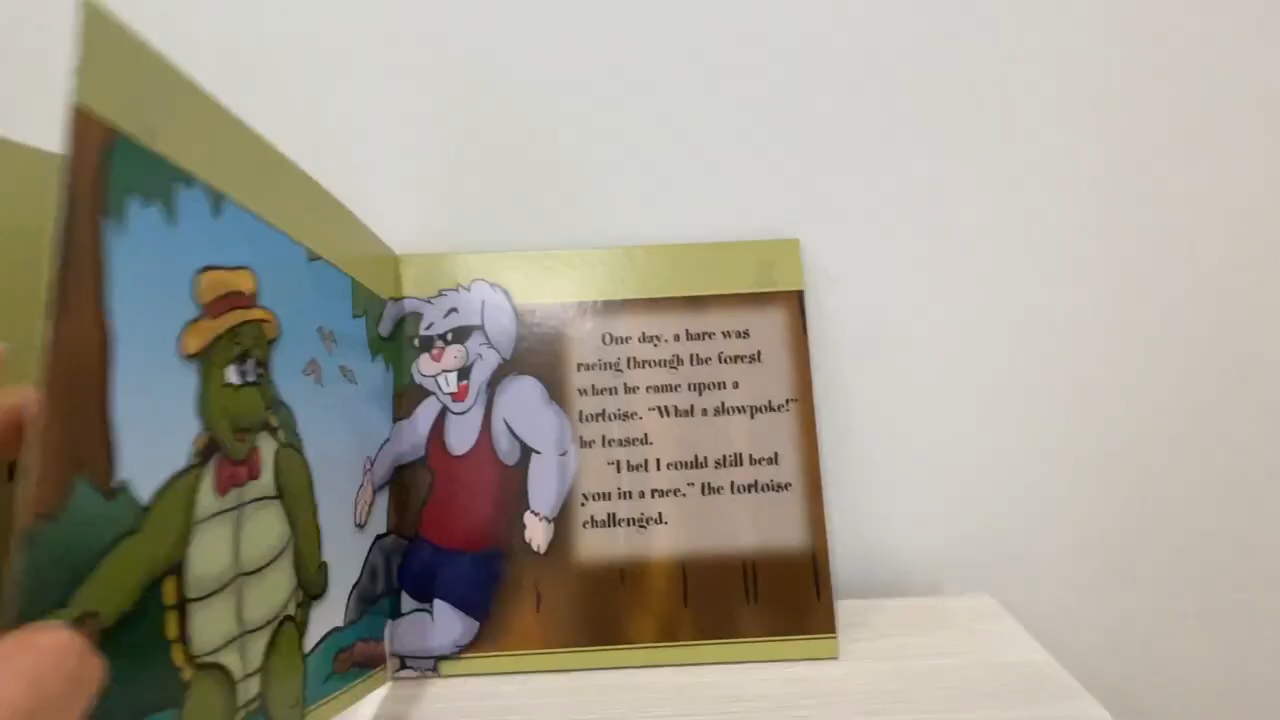 One day, a hare was
racing through the forest
when he came upon a
tortoise. “What a slowpoke!”
he teased.
“I bet I could still beat
you in a race,” the tortoise
challenged.